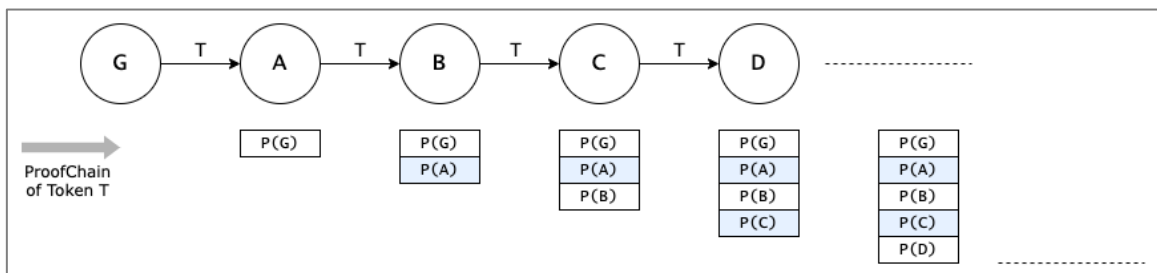 G T A T B T C T D
ProofChain
of Token T
P(G)
P(G)
P(A)
P(G)
P(A)
P(B)
P(G)
P(A)
P(B)
P(C)
P(G)
P(A)
P(B)
P(C)
P(D)